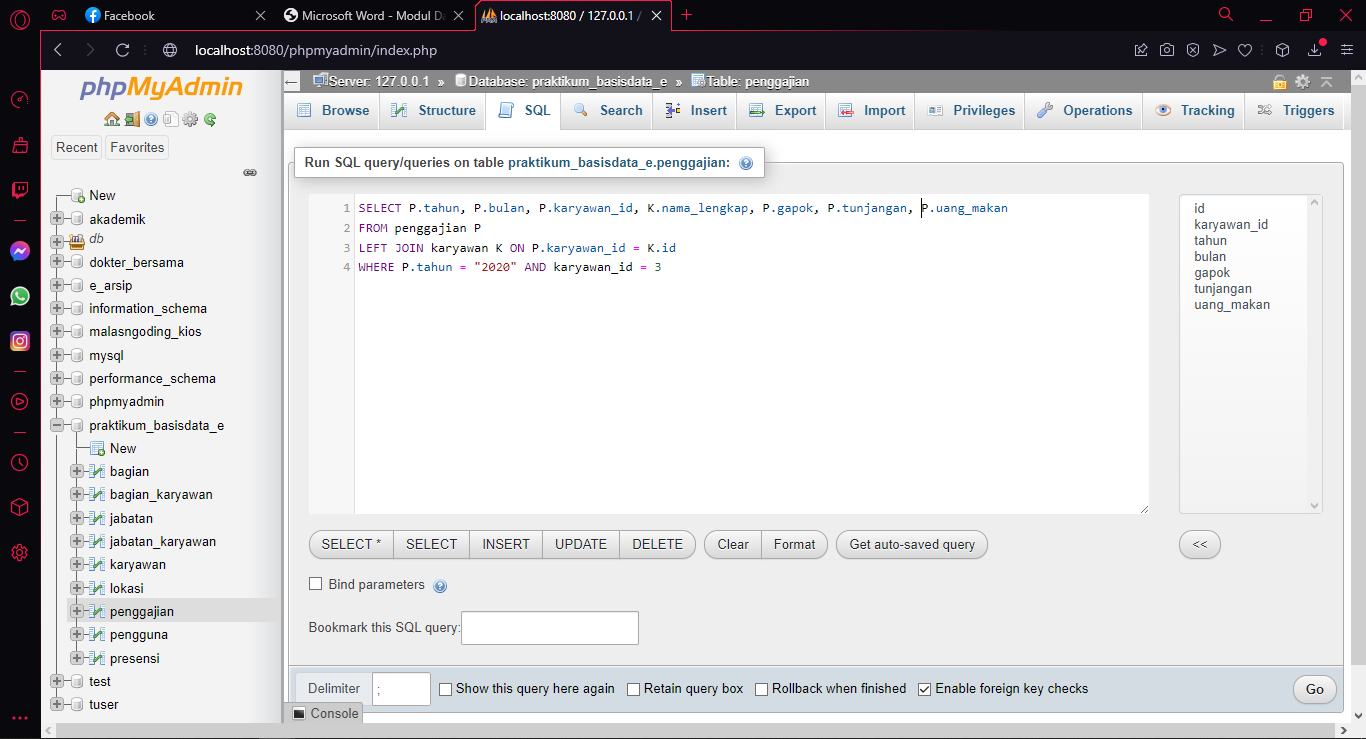 Facebook
Microsoft Word - Modul Da
localhost:8080 / 127.0.0.1 /
localhost:8080/phpmyadmin/index.php
phpMyAdmin
Recent Favorites
New
akademik
db
dokter_bersama
e_arsip
information_schema
malasngoding_kios
mysql
performance_schema
phpmyadmin
praktikum_basisdata_e
New
bagian
bagian_karyawan
jabatan
jabatan_karyawan
karyawan
lokasi
penggajian
pengguna
presensi
test
tuser
Server: 127.0.0.1 » Database: praktikum_basisdata_e » Table: penggajian
Browse Structure SQL Search Insert Export Import Privileges Operations Tracking Triggers
Run SQL query/queries on table praktikum_basisdata_e.penggajian:
1 SELECT P.tahun, P.bulan, P.karyawan_id, K.nama_lengkap, P.gapok, P.tunjangan, P.uang_makan
2 FROM penggajian P
3 LEFT JOIN karyawan K ON P.karyawan_id = K.id
4 WHERE P.tahun = "2020" AND karyawan_id = 3
id
karyawan_id
tahun
bulan
gapok
tunjangan
uang_makan
SELECT * SELECT INSERT UPDATE DELETE Clear Format Get auto-saved query <<
Bind parameters
Bookmark this SQL query:
Delimiter ; Show this query here again Retain query box Rollback when finished Enable foreign key checks Go
Console